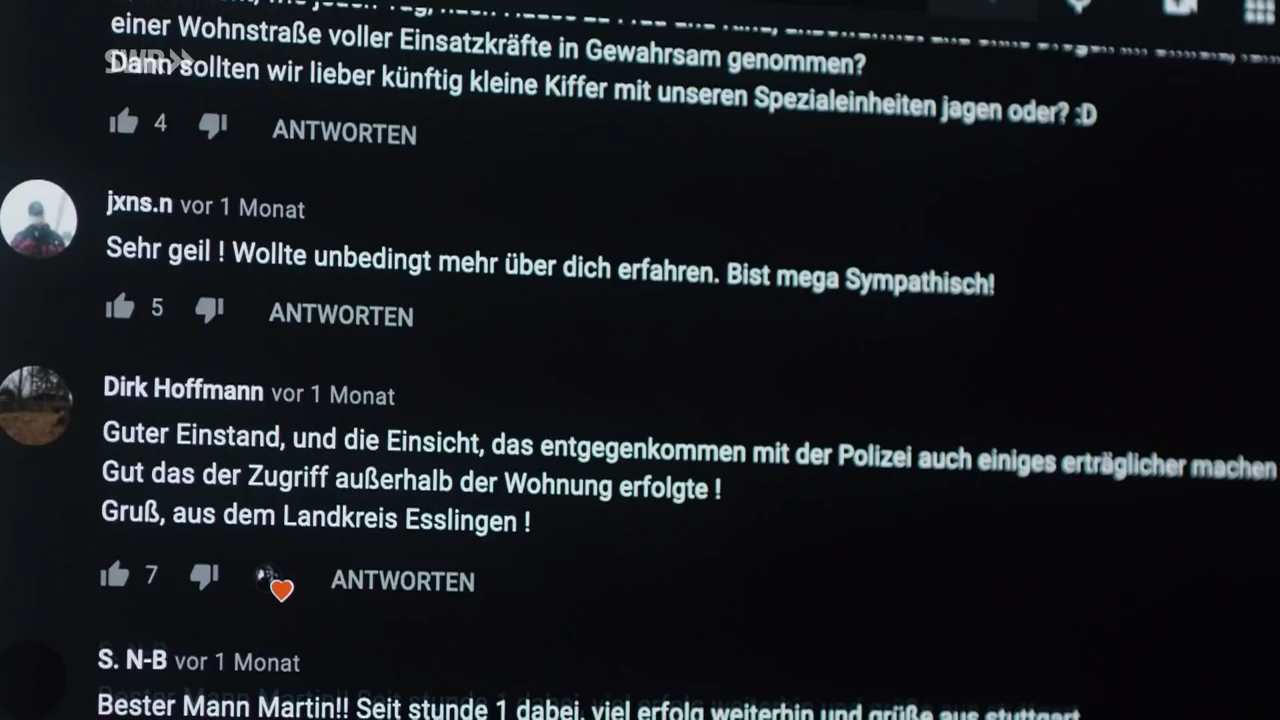 einer Wohnstraße voller Einsatzkräfte in Gewahrsam genommen?
SWR
Dann sollten wir lieber künftig kleine Kiffer mit unseren Spezialeinheiten jagen oder? :D
4 ANTWORTEN
jxns.n vor 1 Monat
Sehr geil ! Wollte unbedingt mehr über dich erfahren. Bist mega Sympathisch!
5 ANTWORTEN
Dirk Hoffmann vor 1 Monat
Guter Einstand, und die Einsicht, das entgegenkommen mit der Polizei auch einiges erträglicher machen
Gut das der Zugriff außerhalb der Wohnung erfolgte !
Gruß, aus dem Landkreis Esslingen !
7 ANTWORTEN
S. N-B vor 1 Monat
Bester Mann Martin!! Seit stunde 1 dabei, viel erfolg weiterhin und grüße aus stuttgart